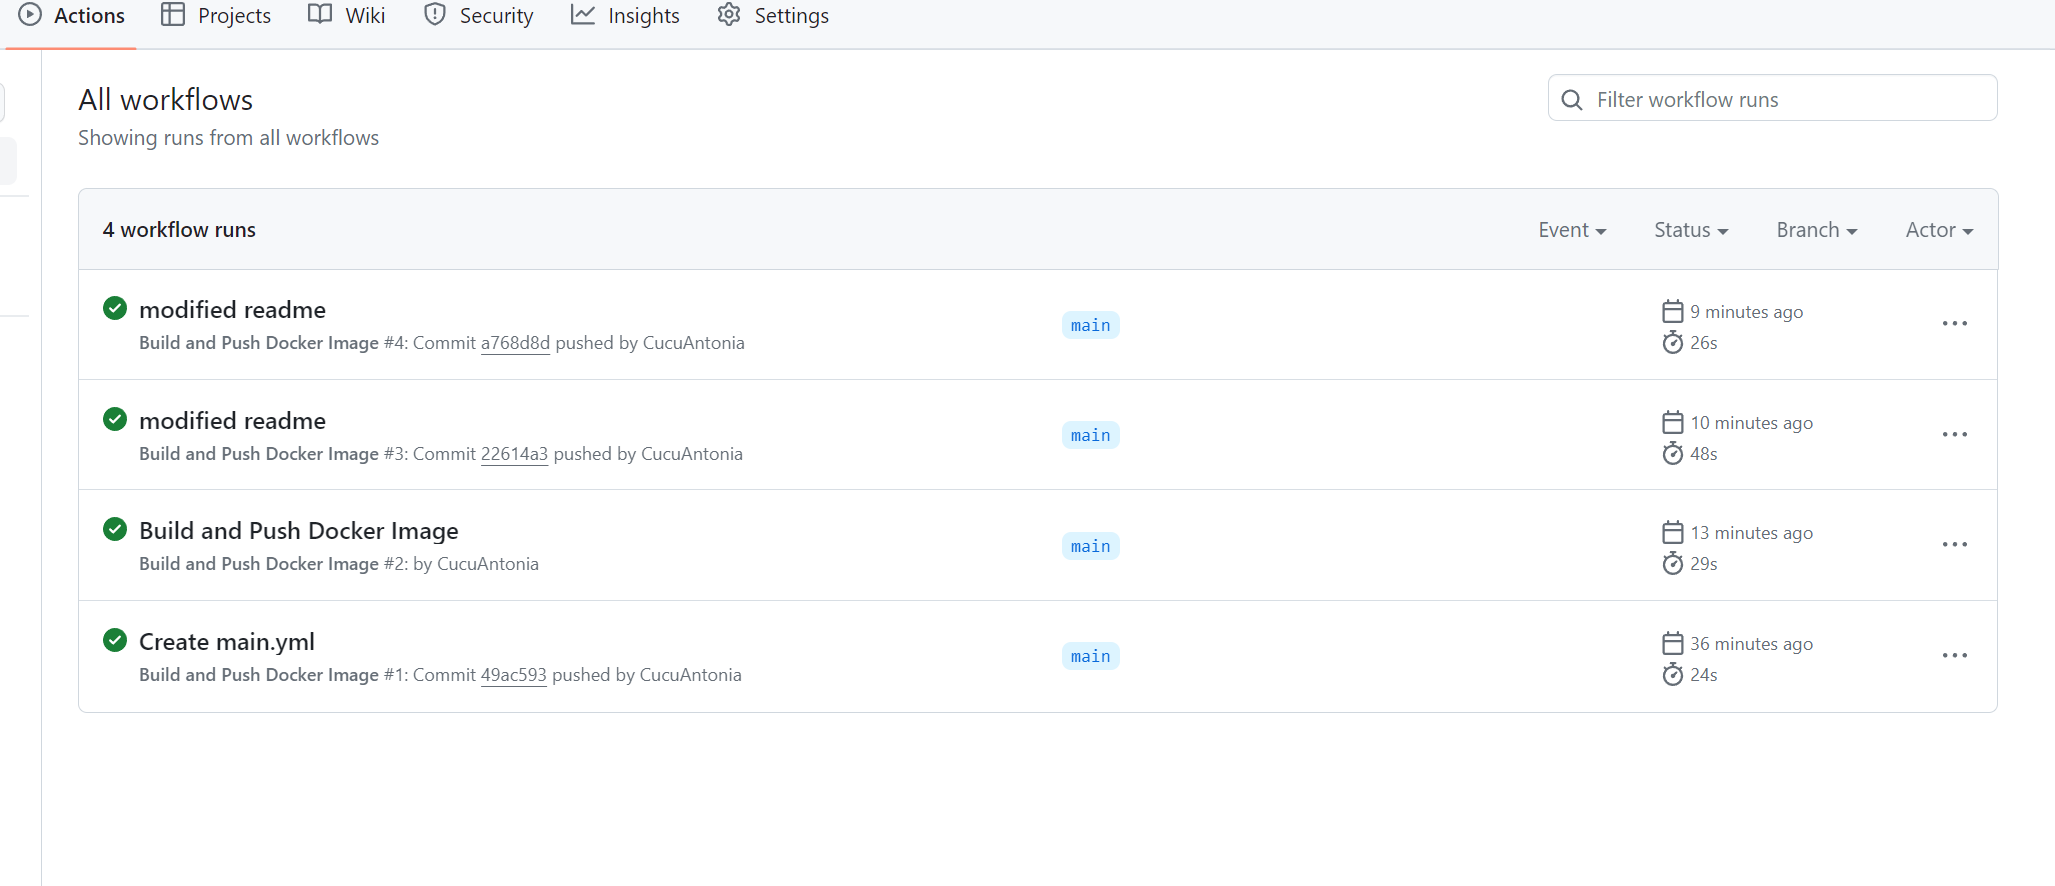 Actions Projects Wiki Security Insights Settings
All workflows
Filter workflow runs
Showing runs from all workflows
4 workflow runs
Event Status Branch Actor
modified readme
Build and Push Docker Image #4: Commit a768d8d pushed by CucuAntonia
main
9 minutes ago
26s
modified readme
Build and Push Docker Image #3: Commit 22614a3 pushed by CucuAntonia
main
10 minutes ago
48s
Build and Push Docker Image
Build and Push Docker Image #2: by CucuAntonia
main
13 minutes ago
29s
Create main.yml
Build and Push Docker Image #1: Commit 49ac593 pushed by CucuAntonia
main
36 minutes ago
24s